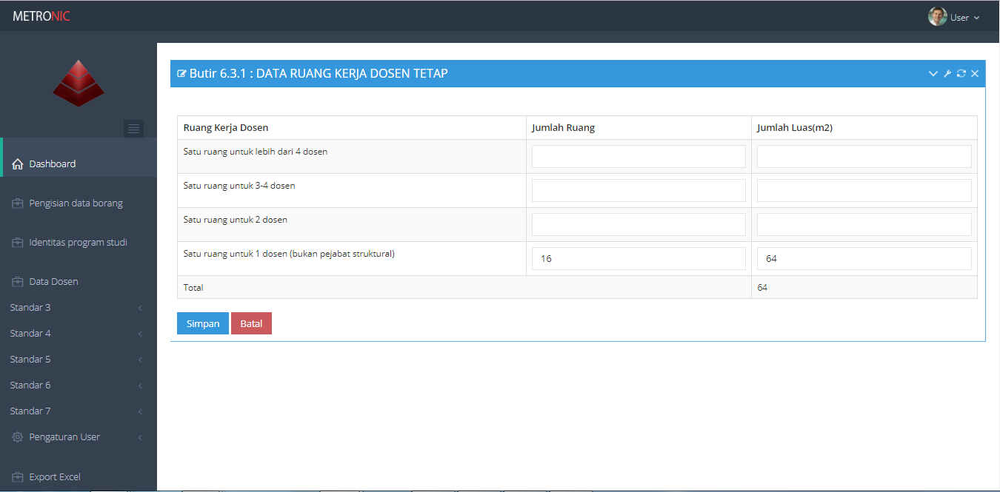 METRONIC
User
Dashboard
Pengisian data borang
Identitas program studi
Data Dosen
Standar 3
Standar 4
Standar 5
Standar 6
Standar 7
Pengaturan User
Export Excel
Butir 6.3.1 : DATA RUANG KERJA DOSEN TETAP
Ruang Kerja Dosen Jumlah Ruang Jumlah Luas(m2)
Satu ruang untuk lebih dari 4 dosen
Satu ruang untuk 3-4 dosen
Satu ruang untuk 2 dosen
Satu ruang untuk 1 dosen (bukan pejabat struktural) 16 64
Total 64
Simpan Batal